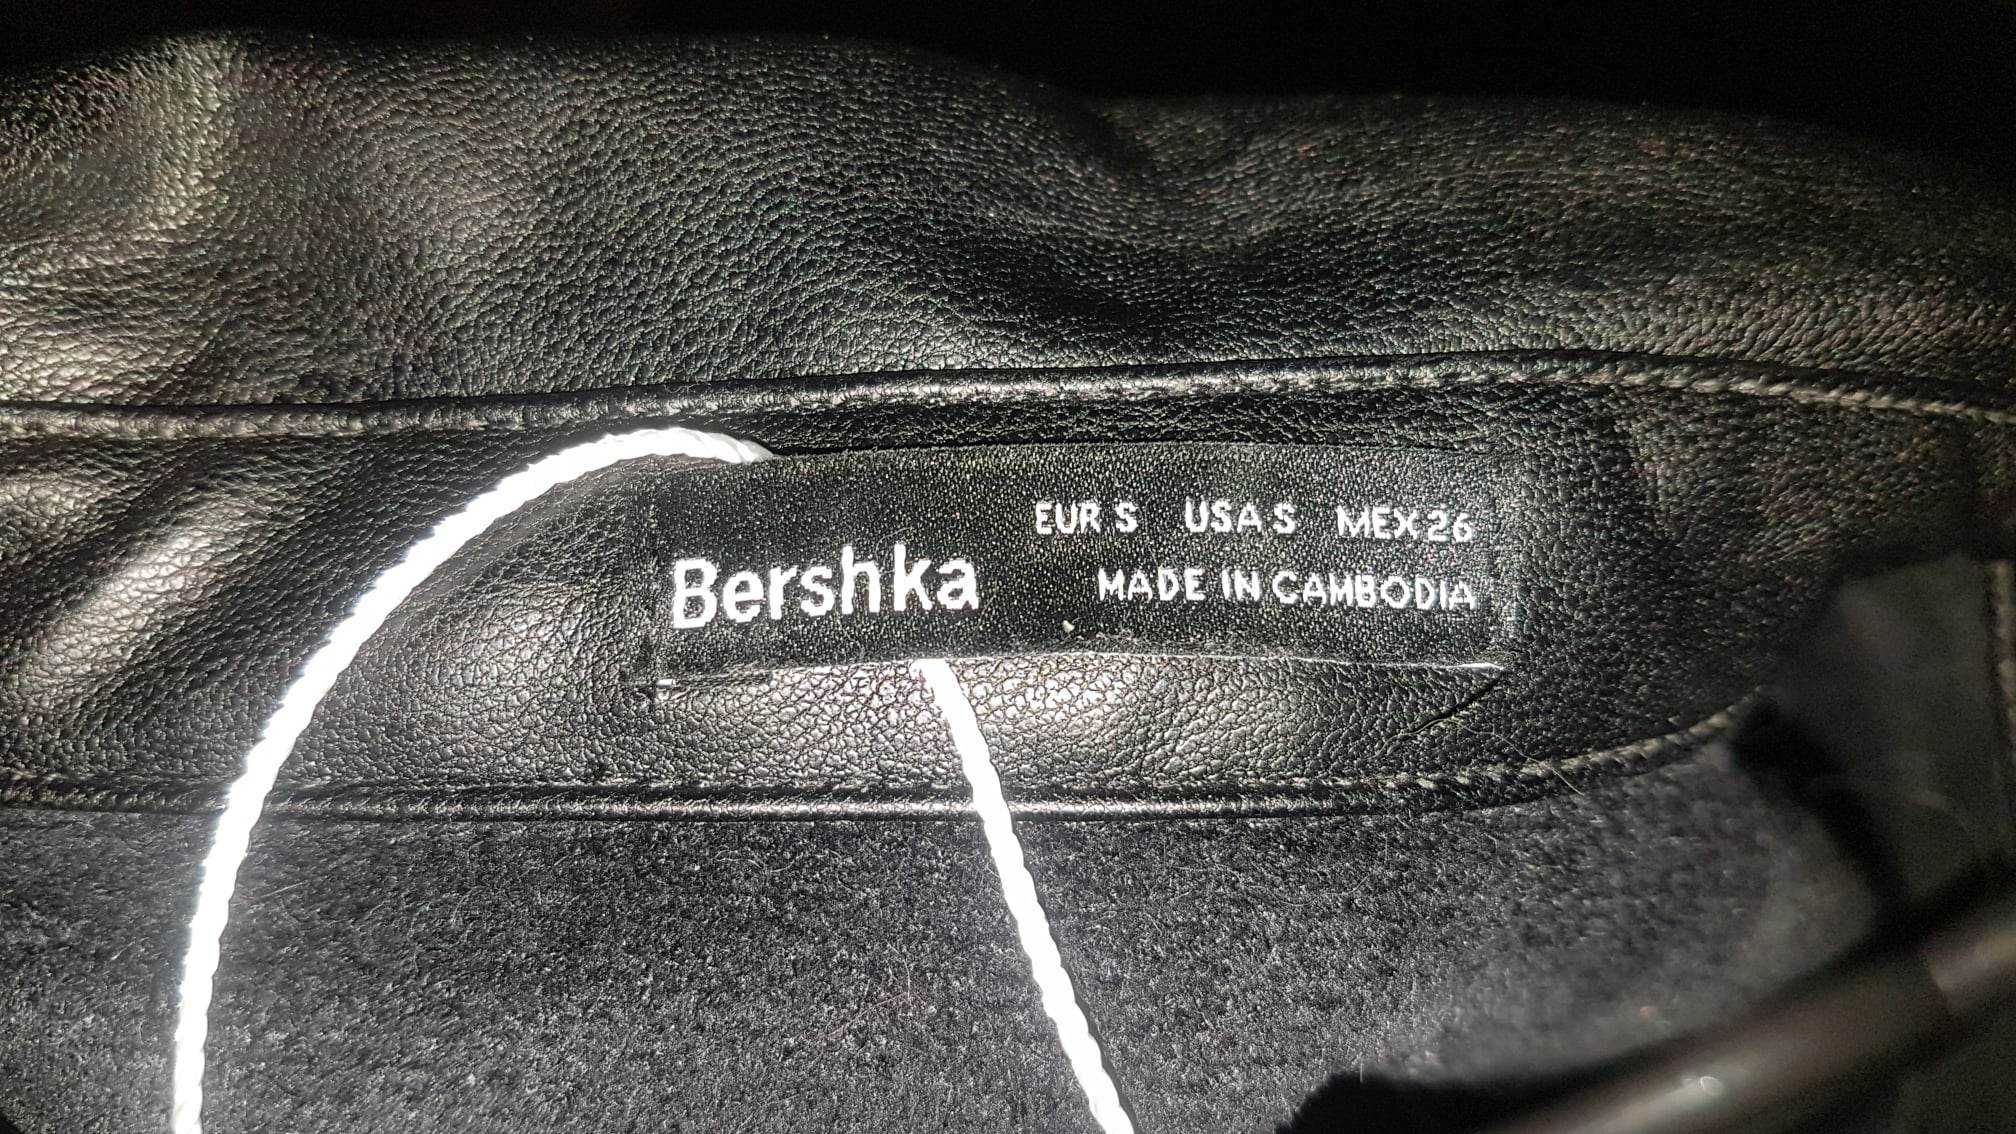 Bershka
EUR S USA S MEX 26
MADE IN CAMBODIA